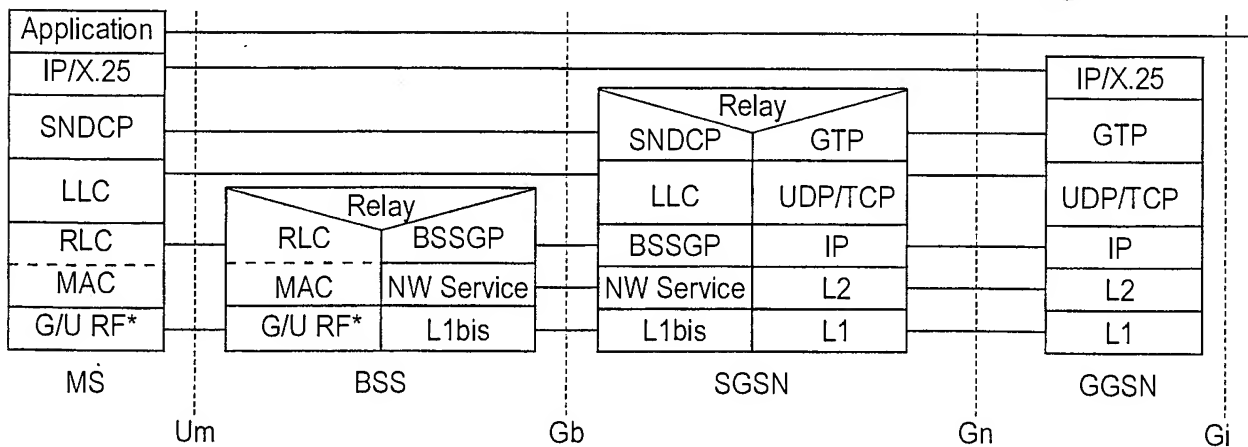 Application
IP/X.25
SNDCP
LLC
RLC
MAC
G/U RF*
MS
Um
Relay
RLC BSSGP
MAC NW Service
G/U RF* L1bis
BSS
Gb
Relay
SNDCP GTP
LLC UDP/TCP
BSSGP IP
NW Service L2
L1bis L1
SGSN
Gn
IP/X.25
GTP
UDP/TCP
IP
L2
L1
GGSN
Gi